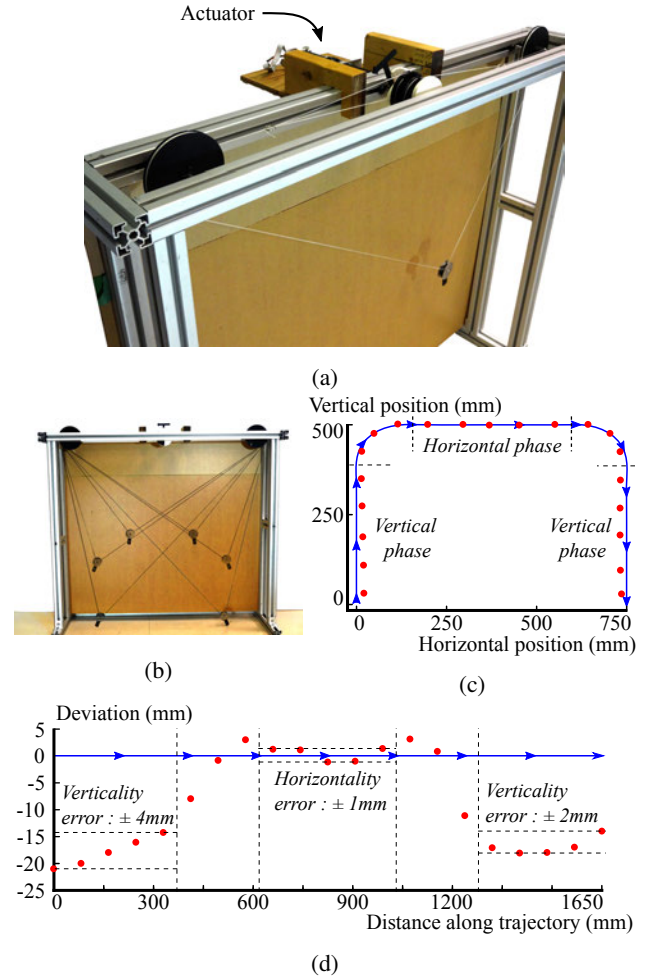 Actuator
(a)
Vertical position (mm)
500
Horizontal phase
250
Vertical
phase
Vertical
phase
0
0
250
500
750
Horizontal position (mm)
(b)
(c)
Deviation (mm)
5
0
-5
-10
-15
-20
-25
Verticality
error : ± 4mm
Horizontality
error : ± 1mm
Verticality
error : ± 2mm
0
300
600
900
1200
1650
Distance along trajectory (mm)
(d)